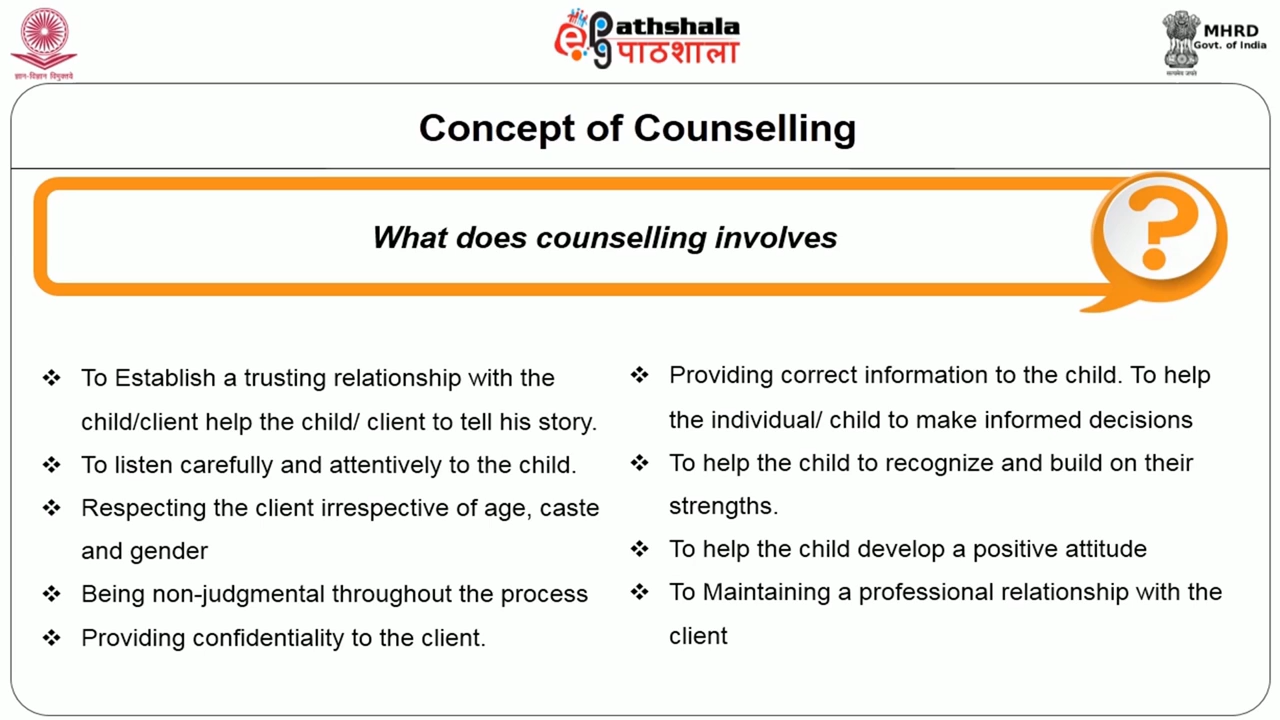 ज्ञान-विज्ञान विमुक्तये
ePathshala
पाठशाला
MHRD
Govt. of India
सत्यमेव जयते
Concept of Counselling
What does counselling involves
?
❖ To Establish a trusting relationship with the
child/client help the child/ client to tell his story.
❖ To listen carefully and attentively to the child.
❖ Respecting the client irrespective of age, caste
and gender
❖ Being non-judgmental throughout the process
❖ Providing confidentiality to the client.
❖ Providing correct information to the child. To help
the individual/ child to make informed decisions
❖ To help the child to recognize and build on their
strengths.
❖ To help the child develop a positive attitude
❖ To Maintaining a professional relationship with the
client